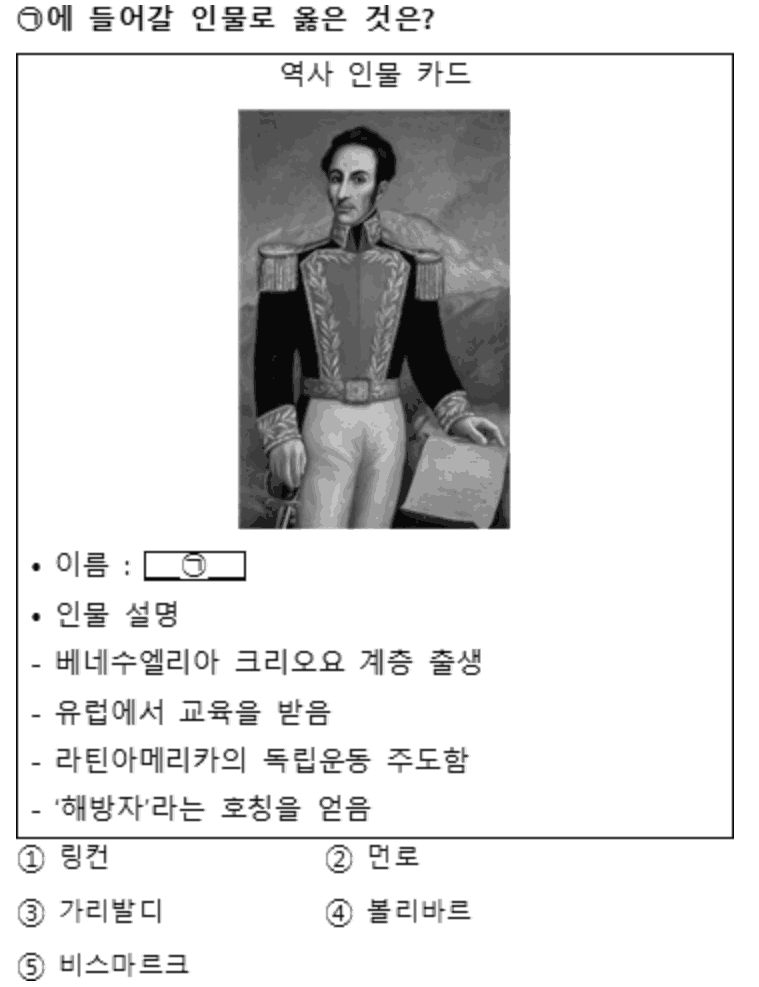 ㉠에 들어갈 인물로 옳은 것은?
역사 인물 카드
• 이름 : ㉠
• 인물 설명
- 베네수엘리아 크리오요 계층 출생
- 유럽에서 교육을 받음
- 라틴아메리카의 독립운동 주도함
- '해방자'라는 호칭을 얻음
① 링컨 ② 먼로
③ 가리발디 ④ 볼리바르
⑤ 비스마르크